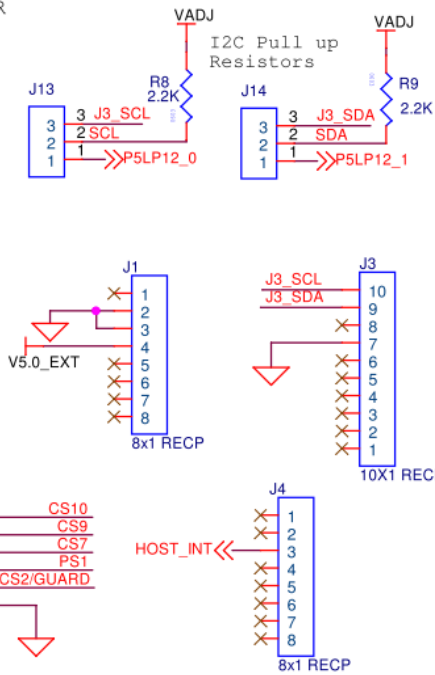 R
VADJ
VADJ
I2C Pull up
Resistors
J13
R8
2.2K
J14
R9
2.2K
3
3
J3_SCL
2
2
SCL
1
1
P5LP12_0
3
3
J3_SDA
2
2
SDA
1
1
P5LP12_1
J1
1
2
3
4
5
6
7
8
V5.0_EXT
8x1 RECP
J3
J3_SCL
10
J3_SDA
9
8
7
6
5
4
3
2
1
10X1 REC
CS10
CS9
CS7
PS1
CS2/GUARD
J4
HOST_INT
1
2
3
4
5
6
7
8
8x1 RECP